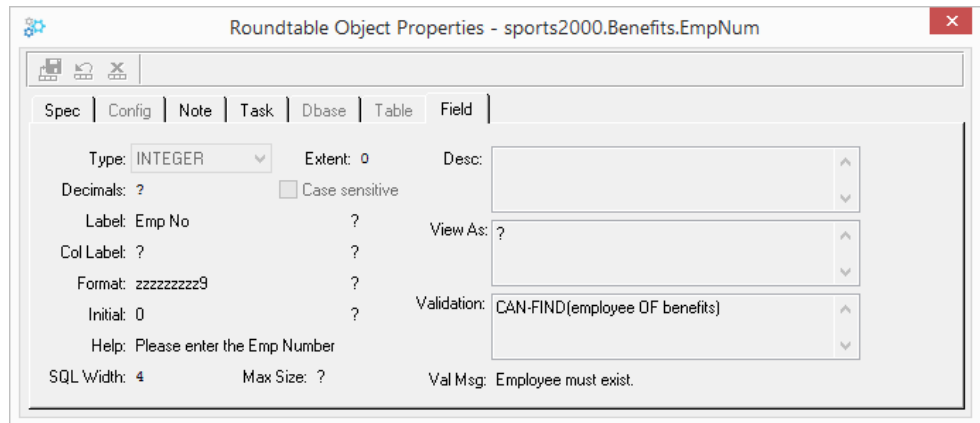 Roundtable Object Properties - sports2000.Benefits.EmpNum
Spec Config Note Task Dbase Table Field
Type: INTEGER Extent: 0 Desc:
Decimals: ? Case sensitive
Label: Emp No ? View As: ?
Col Label: ? ?
Format: zzzzzzzzz9 ?
Initial: 0 ? Validation: CAN-FIND(employee OF benefits)
Help: Please enter the Emp Number
SQL Width: 4 Max Size: ? Val Msg: Employee must exist.